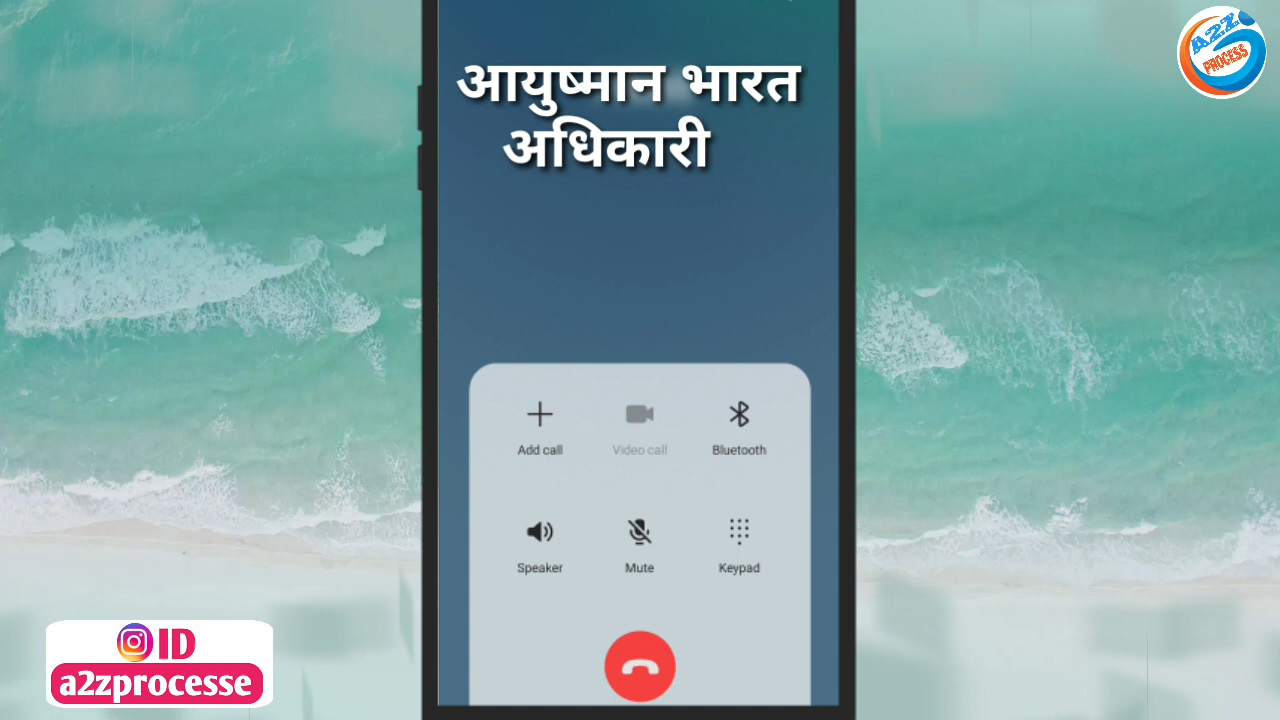 आयुष्मान भारत
अधिकारी
A2Z
PROCESS
Add call
Video call
Bluetooth
Speaker
Mute
Keypad
ID
a2zprocesse